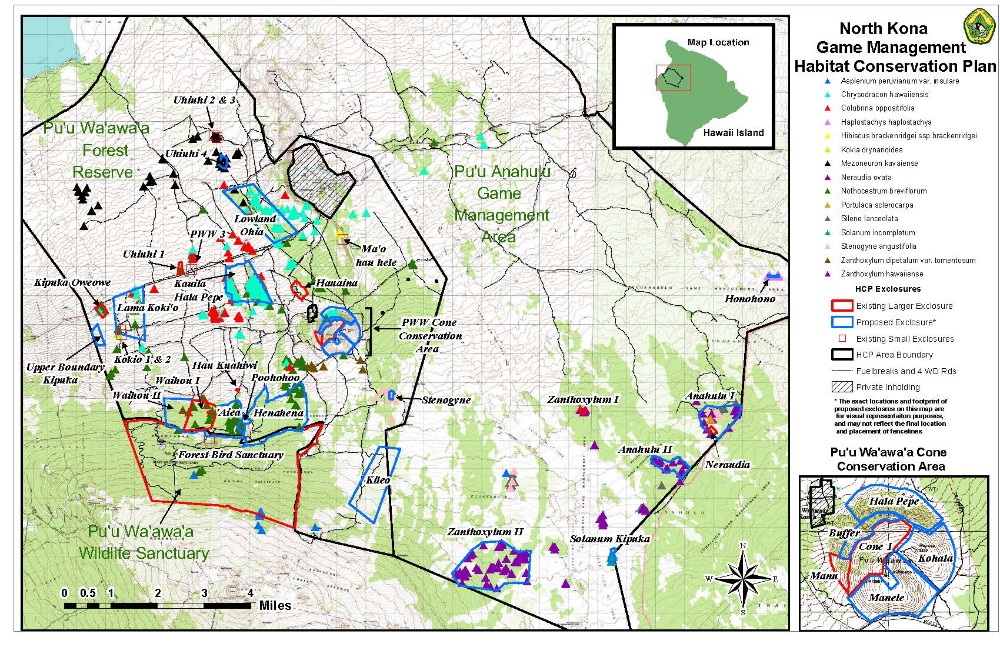 North Kona
Game Management
Habitat Conservation Plan
Asplenium peruvianum var. insulare
Chrysodracon hawaiiensis
Colubrina oppositifolia
Haplostachys haplostachya
Hibiscus brackenridgei ssp.brackenridgei
Kokia drynarioides
Mezoneuron kavaiense
Neraudia ovata
Nothocestrum breviflorum
Portulaca sclerocarpa
Silene lanceolata
Solanum incompletum
Stenogyne angustifolia
Zanthoxylum dipetalum var. tomentosum
Zanthoxylum hawaiiense
HCP Exclosures
Existing Larger Exclosure
Proposed Exclosure*
Existing Small Exclosures
HCP Area Boundary
Fuelbreaks and 4 WD Rds
Private Inholding
* The exact locations and footprint of
proposed exclosres on this map are
for visual representaiton purposes,
and may not reflect the final location
and placement of fencelines
Pu'u Wa'awa'a Cone
Conservation Area
Hala Pepe
Buffer
Cone 1
Kohala
Manu
Manele
Map Location
Hawaii Island
Pu'u Wa'awa'a
Forest
Reserve
Pu'u Anahulu
Game
Management
Area
Pu'u Wa'awa'a
Wildlife Sanctuary
Uhiuhi 2 & 3
Uhiuhi 4
Lowland
Ohia
PWW 3
Uhiuhi 1
Ma'o
hau hele
Kipuka Oweowe
Kauila
Hala Pepe
Hauaina
Lama Koki'o
Honohono
PWW Cone
Conservation
Area
Kokio 1 & 2
Upper Boundary
Kipuka
Hau Kuahiwi
Waihou I
Poohohoo
Waihou II
'Aiea
Henahena
Stenogyne
Zanthoxylum I
Anahulu I
Forest Bird Sanctuary
Anahulu II
Neraudia
Kileo
Zanthoxylum II
Solanum Kipuka
N
W
E
S
0 0.5 1 2 3 4
Miles